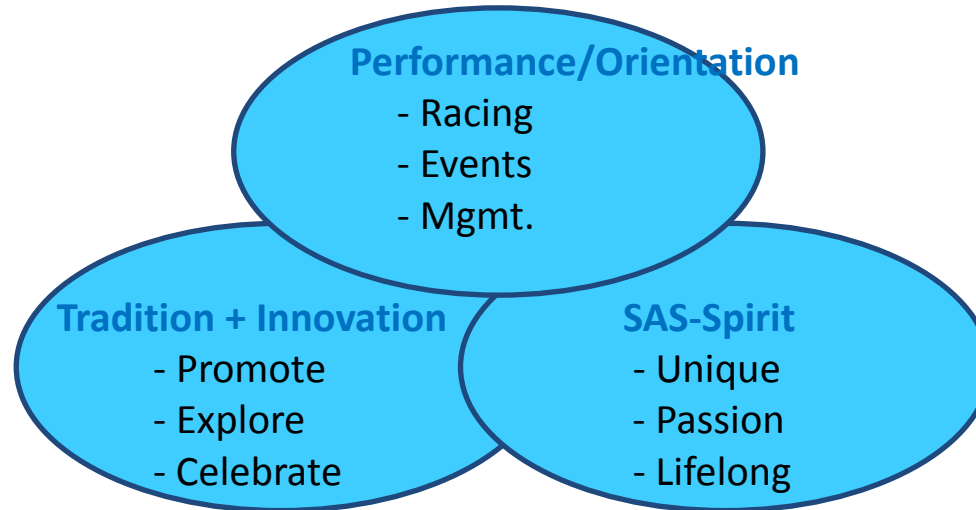 Performance/Orientation
- Racing
- Events
- Mgmt.
Tradition + Innovation
- Promote
- Explore
- Celebrate
SAS-Spirit
- Unique
- Passion
- Lifelong